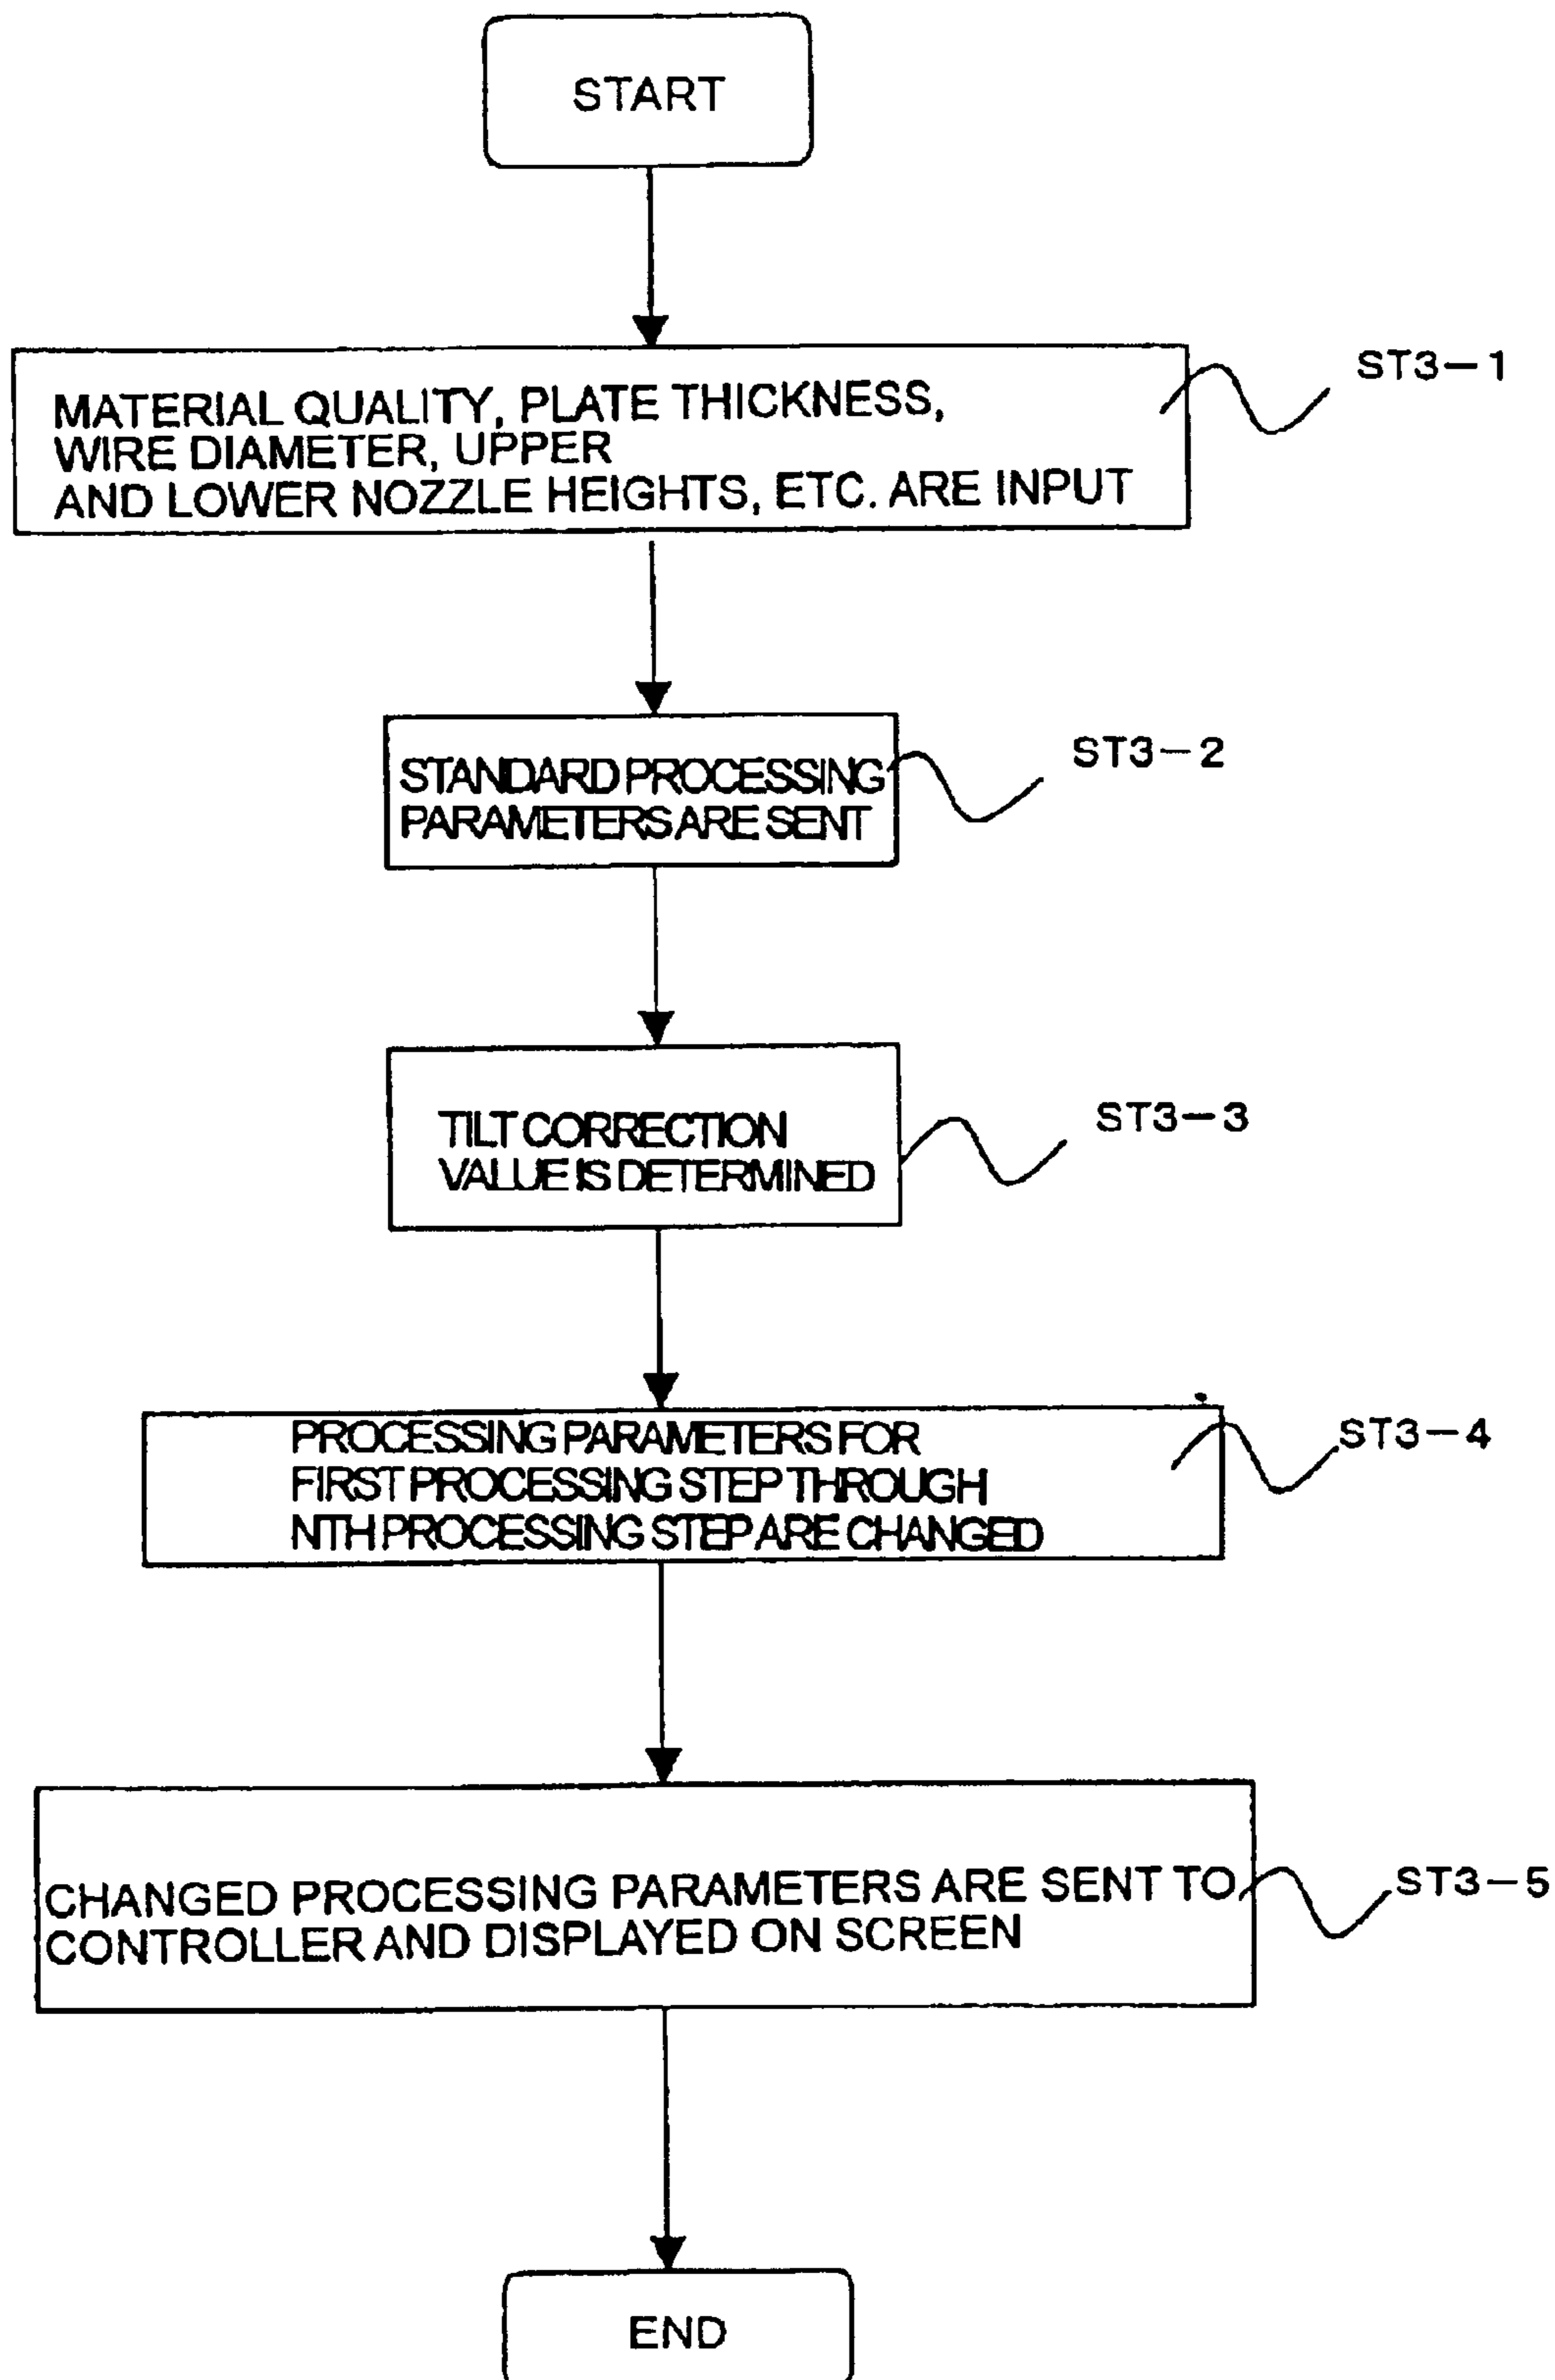 START
MATERIAL QUALITY, PLATE THICKNESS,
WIRE DIAMETER, UPPER
AND LOWER NOZZLE HEIGHTS, ETC. ARE INPUT
ST3-1
STANDARD PROCESSING
PARAMETERS ARE SENT
ST3-2
TILT CORRECTION
VALUE IS DETERMINED
ST3-3
PROCESSING PARAMETERS FOR
FIRST PROCESSING STEP THROUGH
NTH PROCESSING STEP ARE CHANGED
ST3-4
CHANGED PROCESSING PARAMETERS ARE SENT TO
CONTROLLER AND DISPLAYED ON SCREEN
ST3-5
END